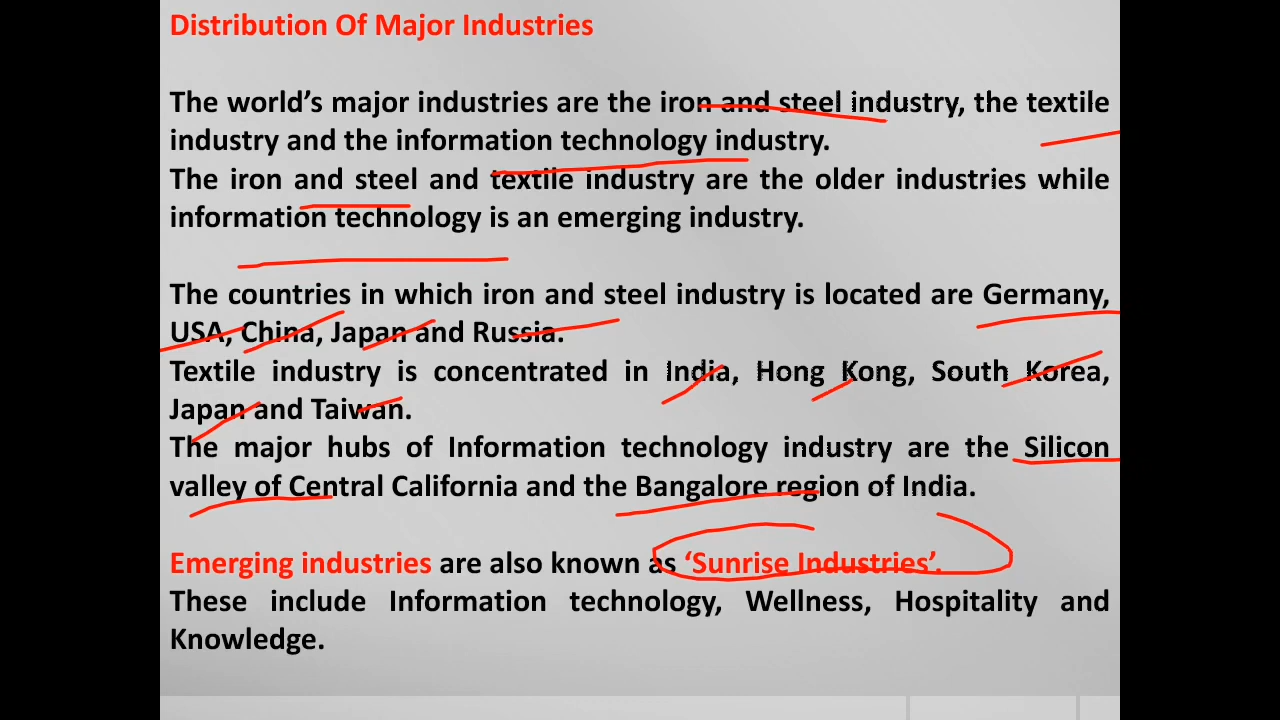 Distribution Of Major Industries
The world's major industries are the iron and steel industry, the textile
industry and the information technology industry.
The iron and steel and textile industry are the older industries while
information technology is an emerging industry.
The countries in which iron and steel industry is located are Germany,
USA, China, Japan and Russia.
Textile industry is concentrated in India, Hong Kong, South Korea,
Japan and Taiwan.
The major hubs of Information technology industry are the Silicon
valley of Central California and the Bangalore region of India.
Emerging industries are also known as ‘Sunrise Industries’.
These include Information technology, Wellness, Hospitality and
Knowledge.